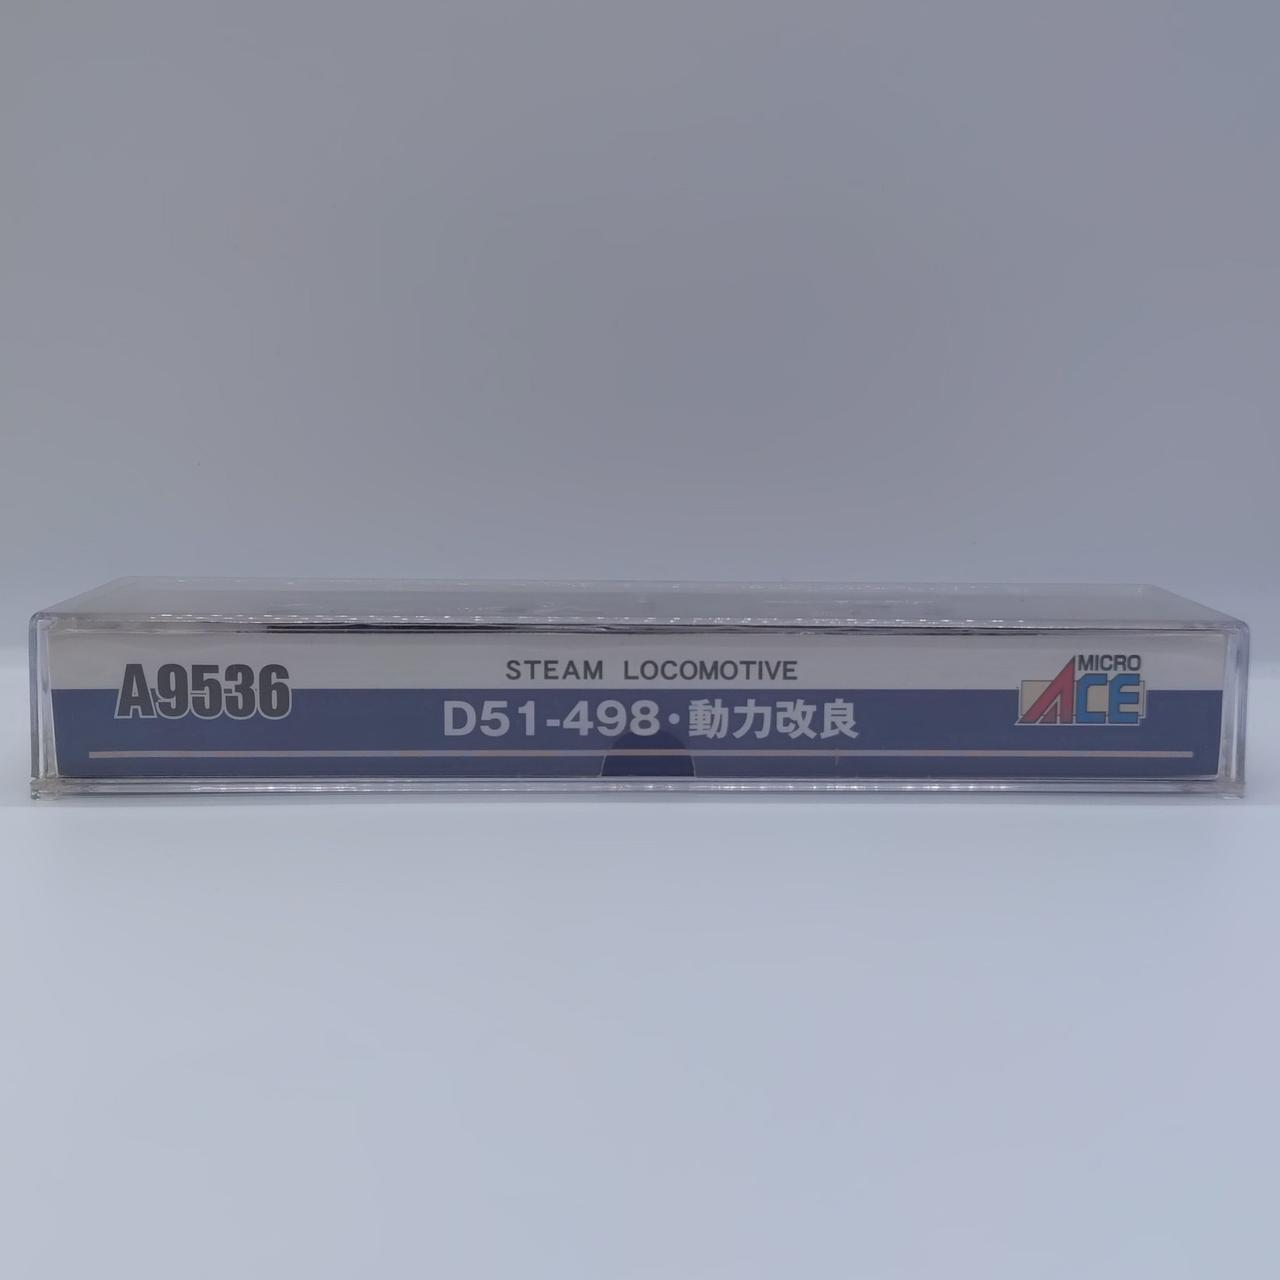 A9536
STEAM LOCOMOTIVE
D51-498・動力改良
MICRO
ACE